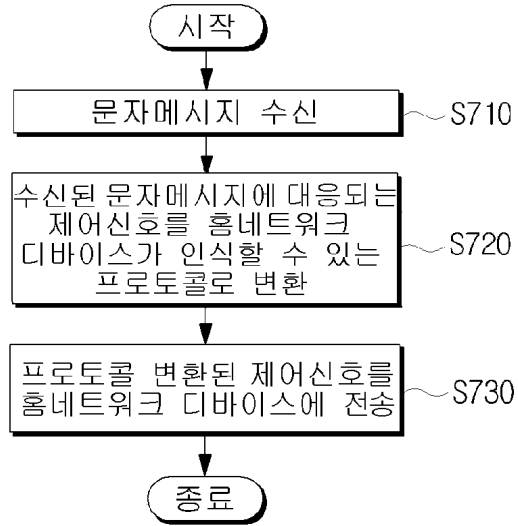 시작
문자메시지 수신
S710
수신된 문자메시지에 대응되는
제어신호를 홈네트워크
디바이스가 인식할 수 있는
프로토콜로 변환
S720
프로토콜 변환된 제어신호를
홈네트워크 디바이스에 전송
S730
종료